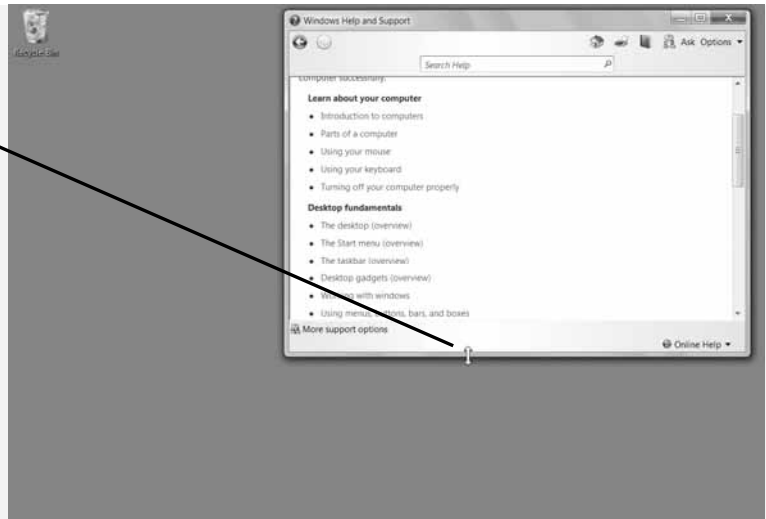 Recycle Bin
Windows Help and Support
Ask Options
Search Help
computer successfully.
Learn about your computer
• Introduction to computers
• Parts of a computer
• Using your mouse
• Using your keyboard
• Turning off your computer properly
Desktop fundamentals
• The desktop (overview)
• The Start menu (overview)
• The taskbar (overview)
• Desktop gadgets (overview)
• Working with windows
• Using menus, buttons, bars, and boxes
More support options
Online Help